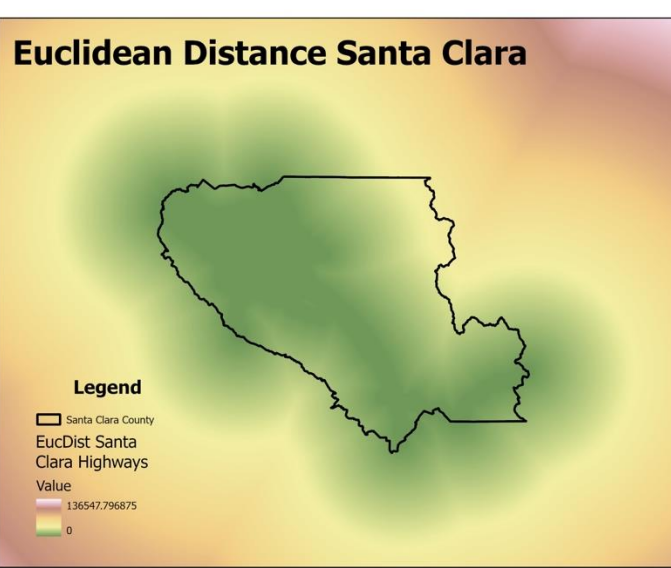 Euclidean Distance Santa Clara
Legend
Santa Clara County
EucDist Santa
Clara Highways
Value
136547.796875
0